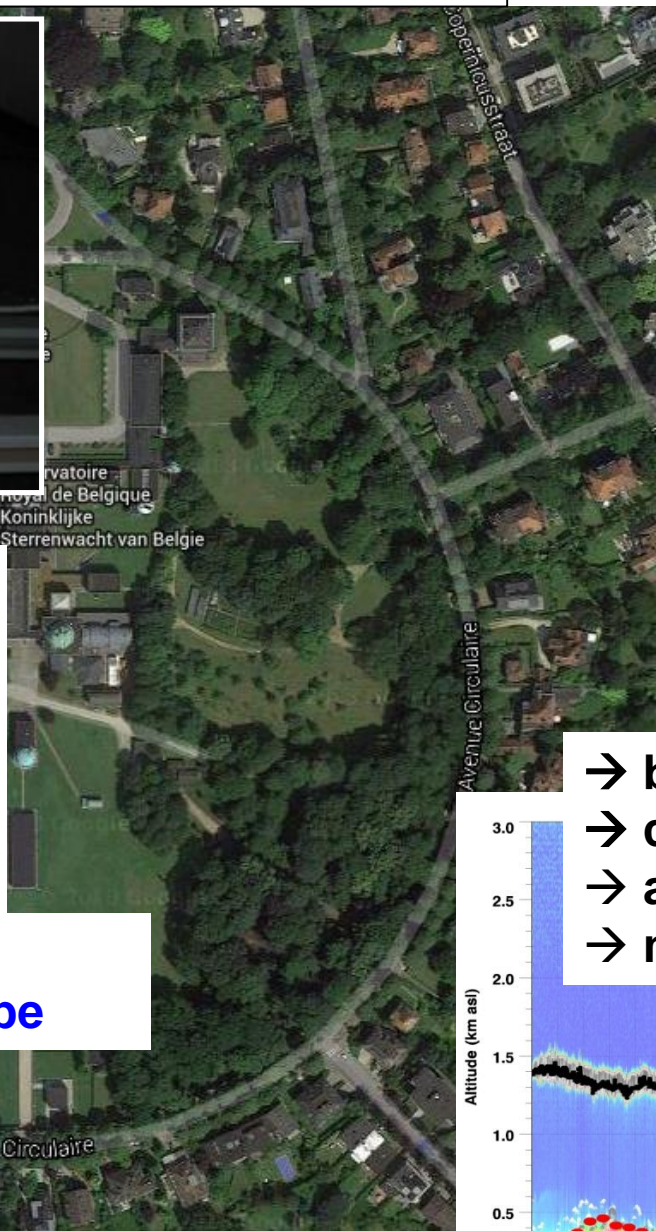 Copernicusstraat
rvatoire
Royal de Belgique
Koninklijke
Sterrenwacht van Belgie
Avenue Circulaire
→ b
→
→ a
→
be
Circulaire
3.0
2.5
2.0
1.5
1.0
0.5
Altitude (km asl)